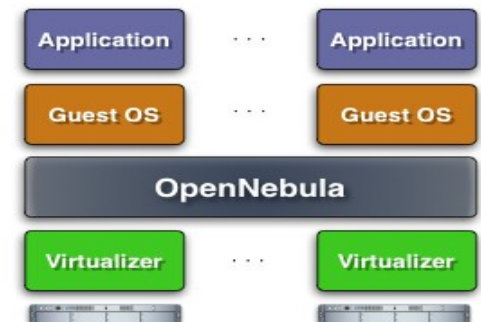 Application . . . Application
Guest OS . . . Guest OS
OpenNebula
Virtualizer . . . Virtualizer